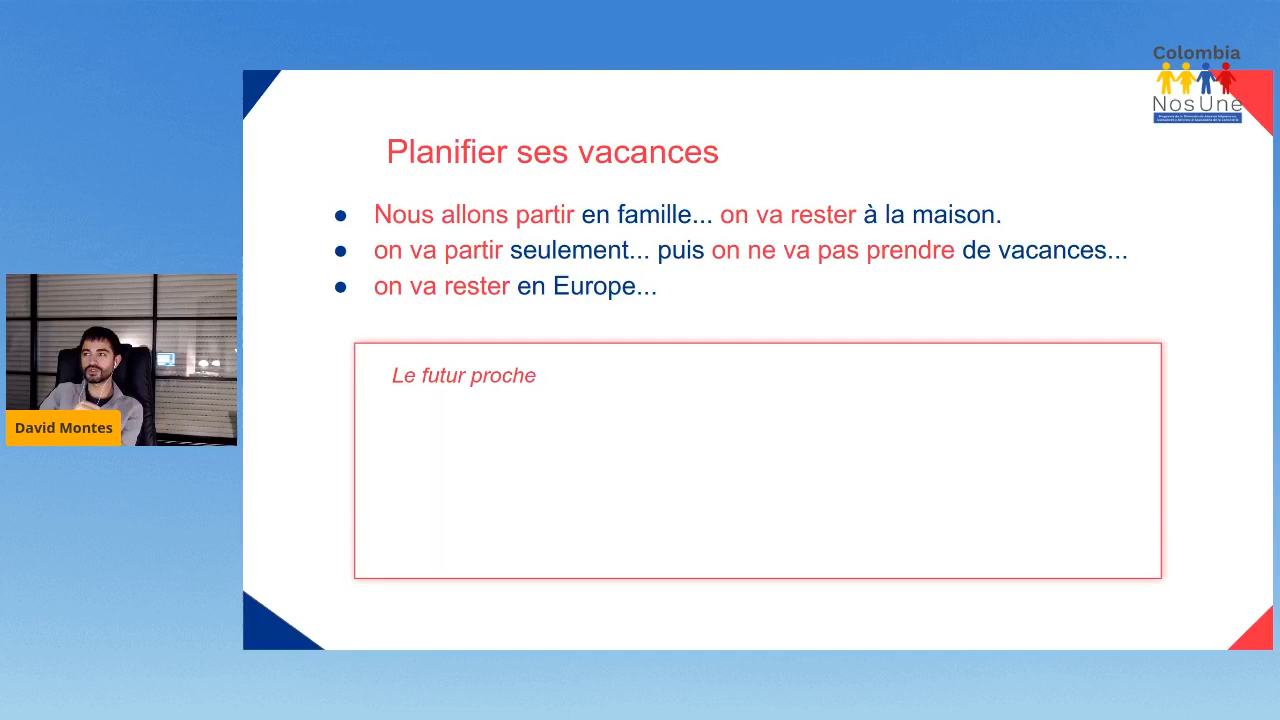 Colombia
NosUne
Planifier ses vacances
● Nous allons partir en famille... on va rester à la maison.
● on va partir seulement... puis on ne va pas prendre de vacances...
● on va rester en Europe...
Le futur proche
David Montes